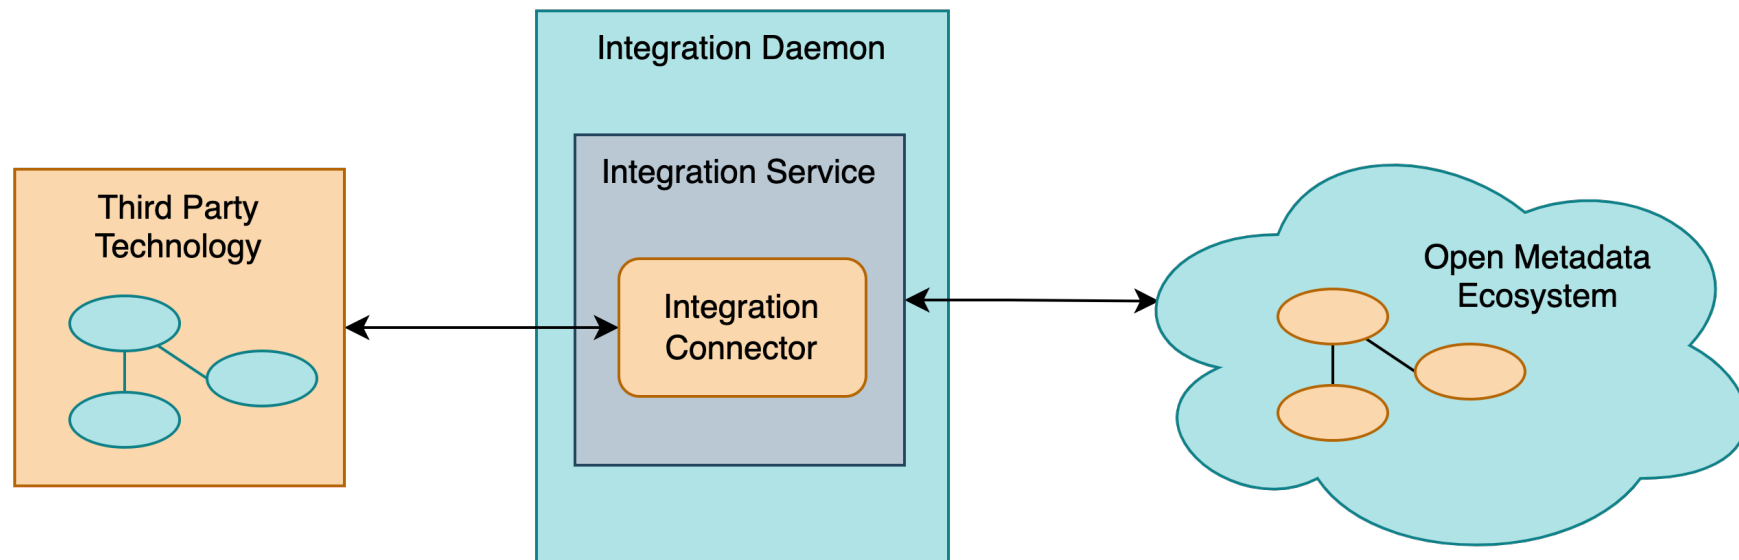 Integration Daemon
Integration Service
Third Party
Technology
Integration
Connector
Open Metadata
Ecosystem